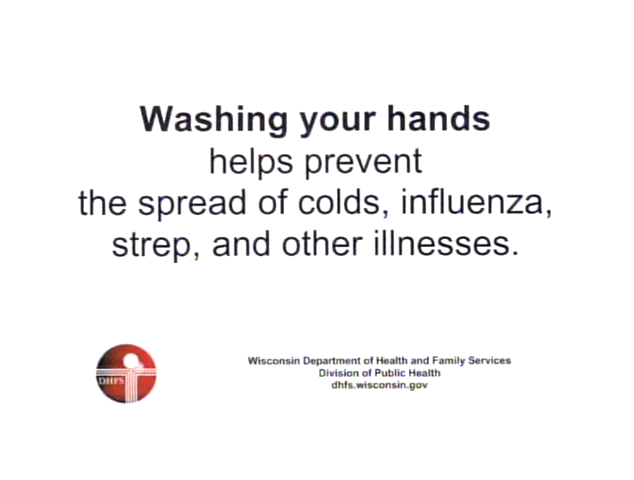 Washing your hands
helps prevent
the spread of colds, influenza,
strep, and other illnesses.
DHFS
Wisconsin Department of Health and Family Services
Division of Public Health
dhfs.wisconsin.gov